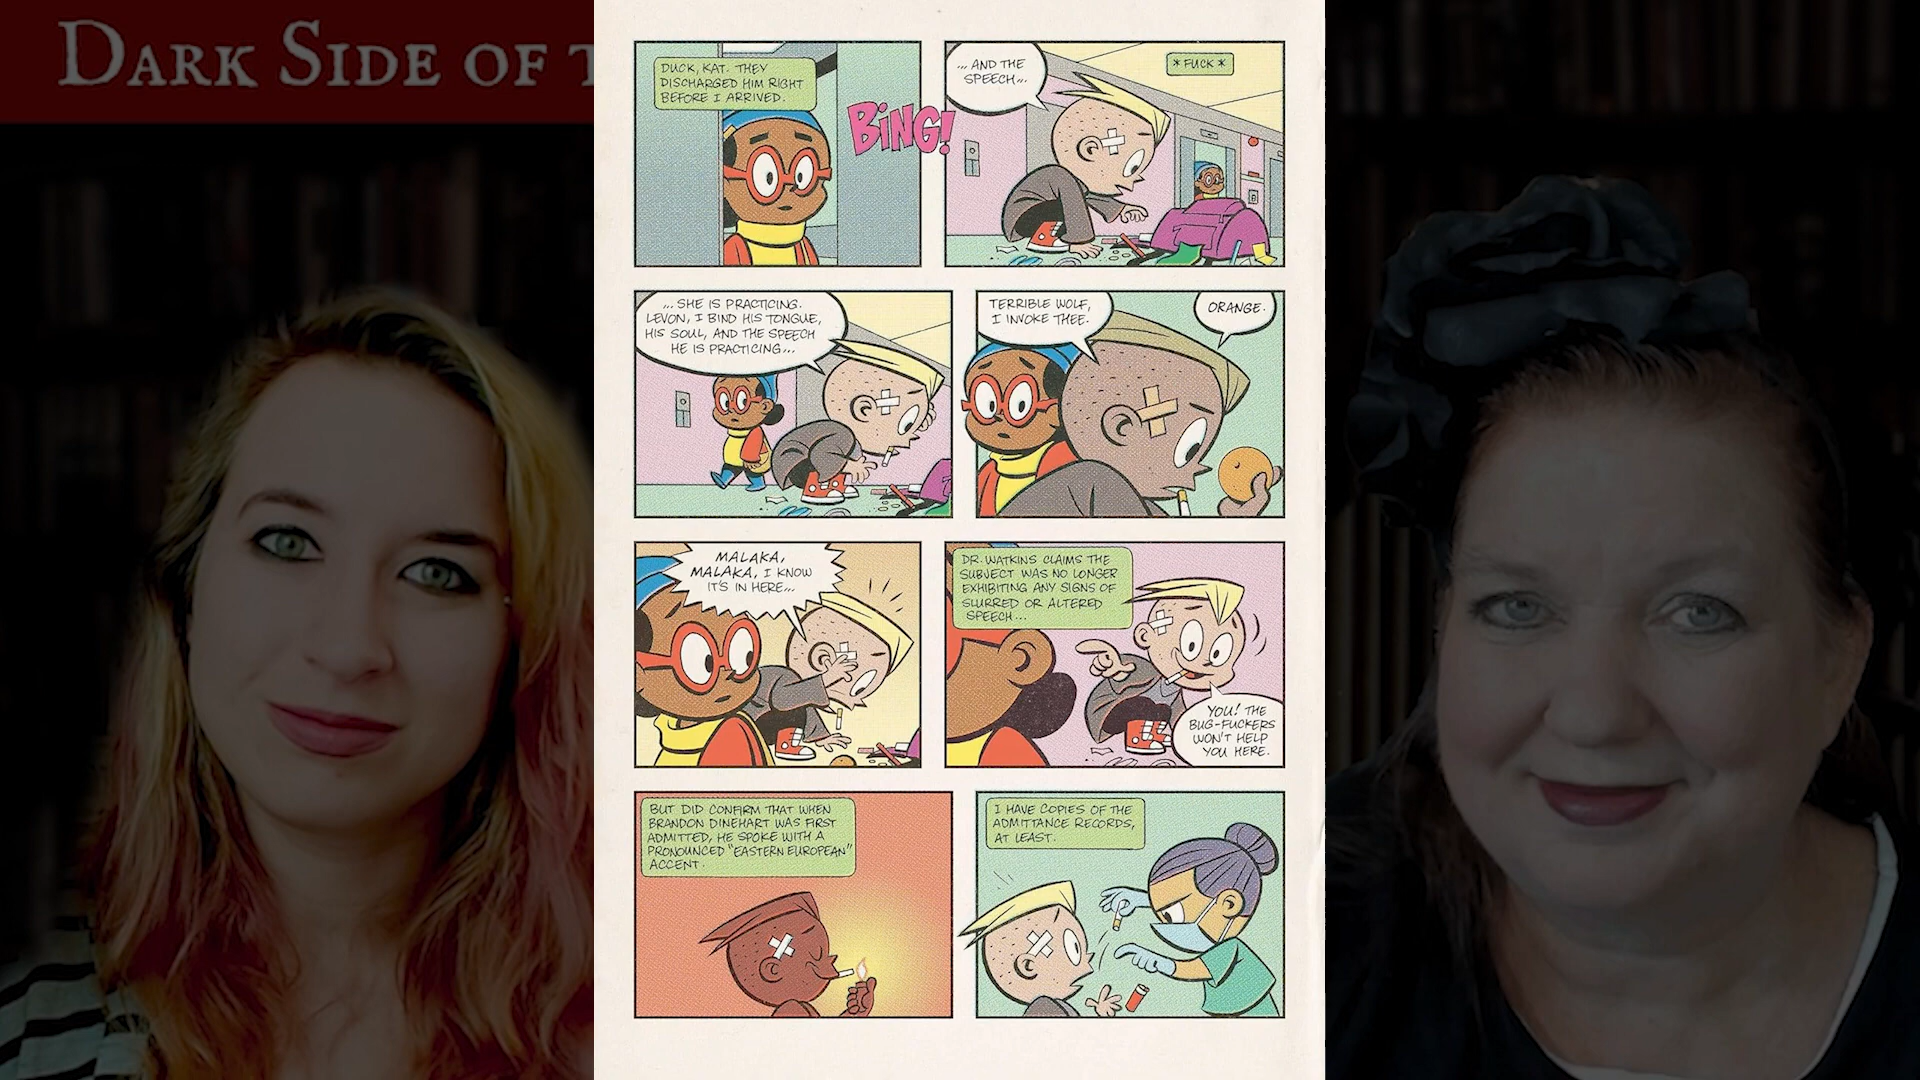 DARK SIDE OF T
DUCK, KAT. THEY
DISCHARGED HIM RIGHT
BEFORE I ARRIVED.
BING!
... AND THE
SPEECH...
*FUCK*
... SHE IS PRACTICING.
LEVON, I BIND HIS TONGUE,
HIS SOUL, AND THE SPEECH
HE IS PRACTICING...
TERRIBLE WOLF,
I INVOKE THEE.
ORANGE.
MALAKA,
MALAKA, I KNOW
IT'S IN HERE...
DR. WATKINS CLAIMS THE
SUBJECT WAS NO LONGER
EXHIBITING ANY SIGNS OF
SLURRED OR ALTERED
SPEECH...
YOU! THE
BUG-FUCKERS
WON'T HELP
YOU HERE.
BUT DID CONFIRM THAT WHEN
BRANDON DINEHART WAS FIRST
ADMITTED, HE SPOKE WITH A
PRONOUNCED "EASTERN EUROPEAN"
ACCENT.
I HAVE COPIES OF THE
ADMITTANCE RECORDS,
AT LEAST.